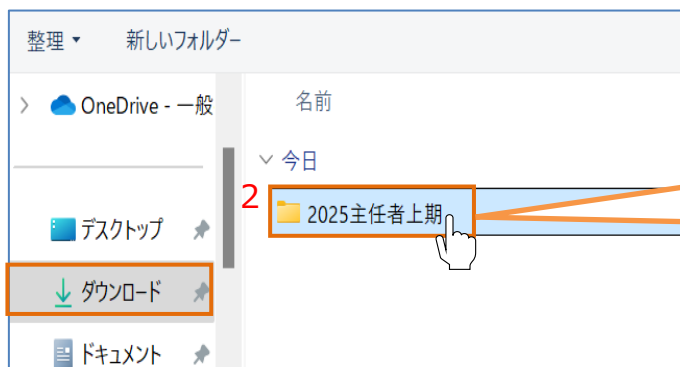 整理 新しいフォルダー
OneDrive - 一般
名前
今日
2
2025主任者上期
デスクトップ
ダウンロード
ドキュメント